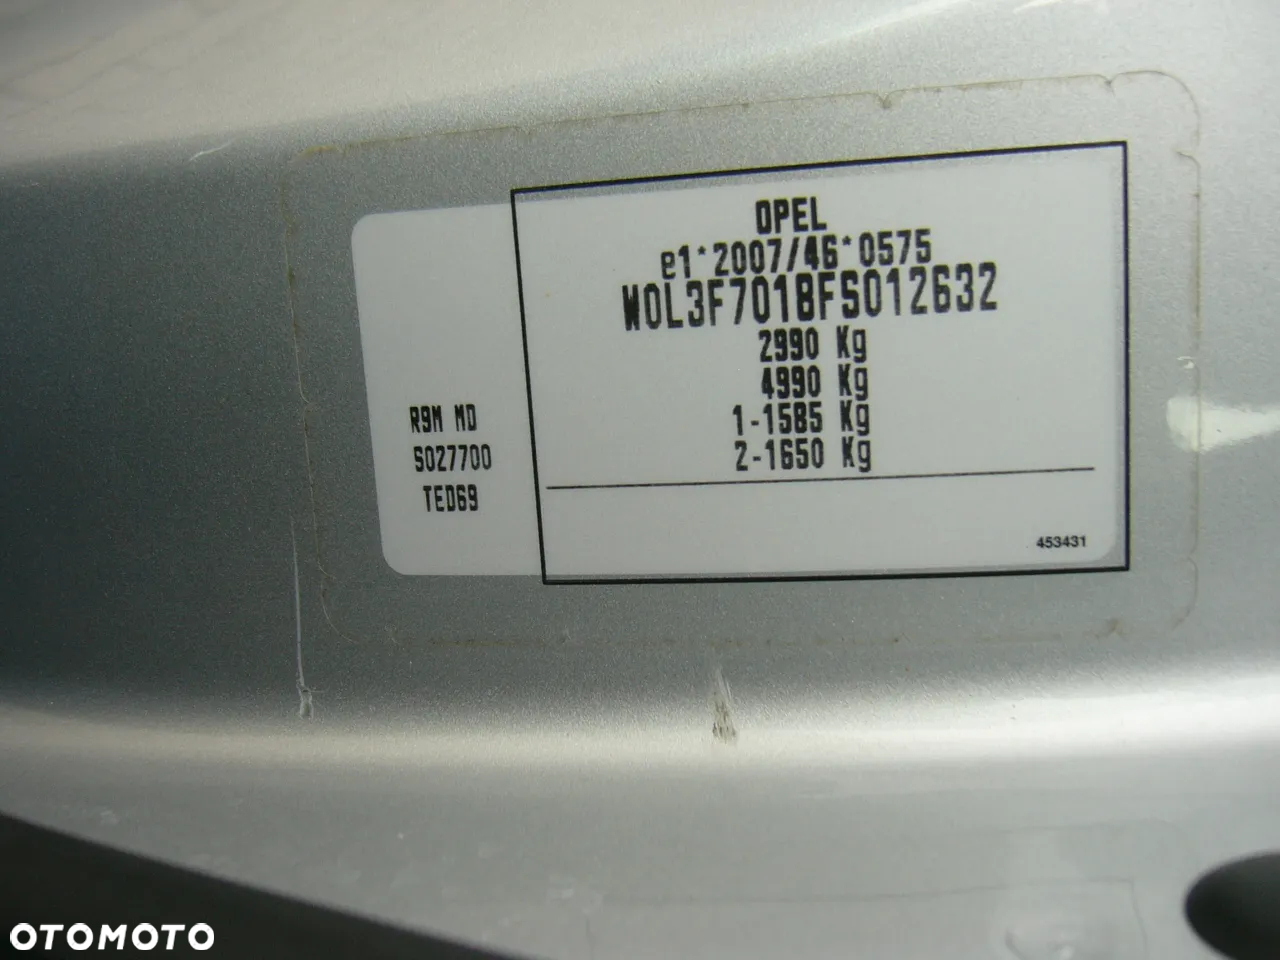 OPEL
e1*2007/46*0575
W0L3F701BFS012632
2990 Kg
4990 Kg
1-1585 Kg
2-1650 Kg
R9M MD
S027700
TED69
453431
OTOMOTO